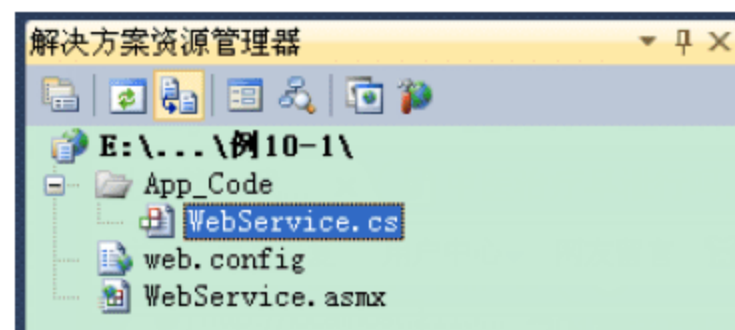 解决方案资源管理器
E:\...\例10-1\
App_Code
WebService.cs
web.config
WebService.asmx